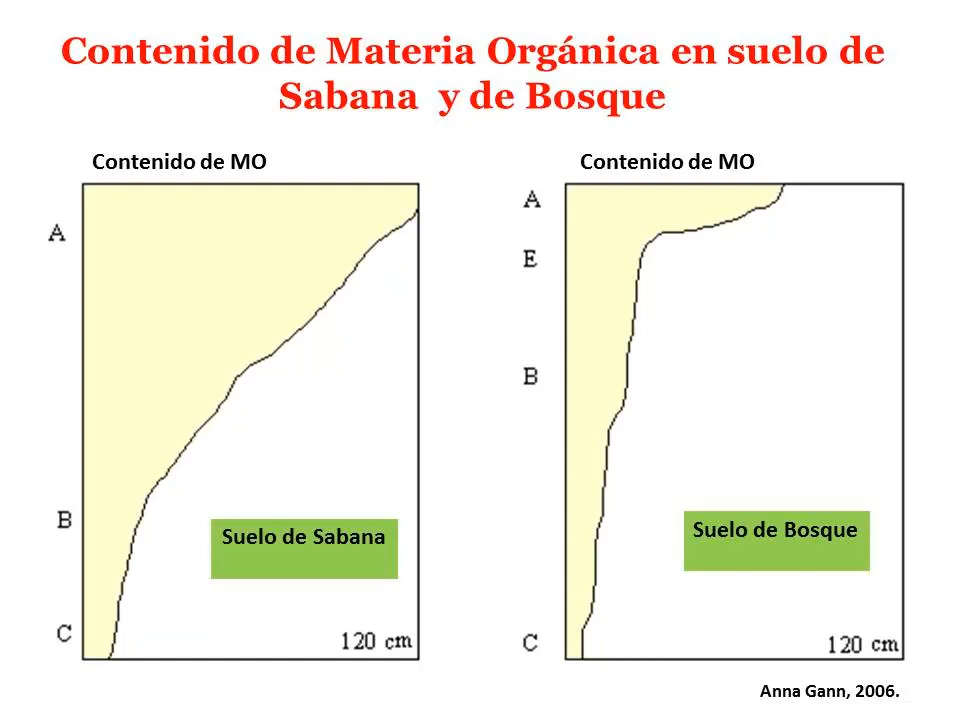 Contenido de Materia Orgánica en suelo de
Sabana y de Bosque
Contenido de MO
A
B
C
Suelo de Sabana
120 cm
Contenido de MO
A
E
B
C
Suelo de Bosque
120 cm
Anna Gann, 2006.